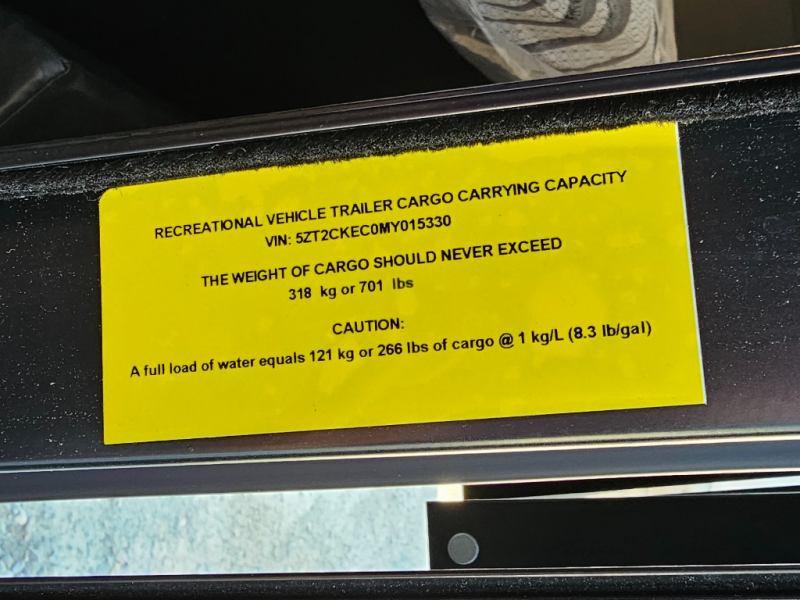 RECREATIONAL VEHICLE TRAILER CARGO CARRYING CAPACITY
VIN: 5ZT2CKEC0MY015330
THE WEIGHT OF CARGO SHOULD NEVER EXCEED
318 kg or 701 lbs
CAUTION:
A full load of water equals 121 kg or 266 lbs of cargo @ 1 kg/L (8.3 lb/gal)